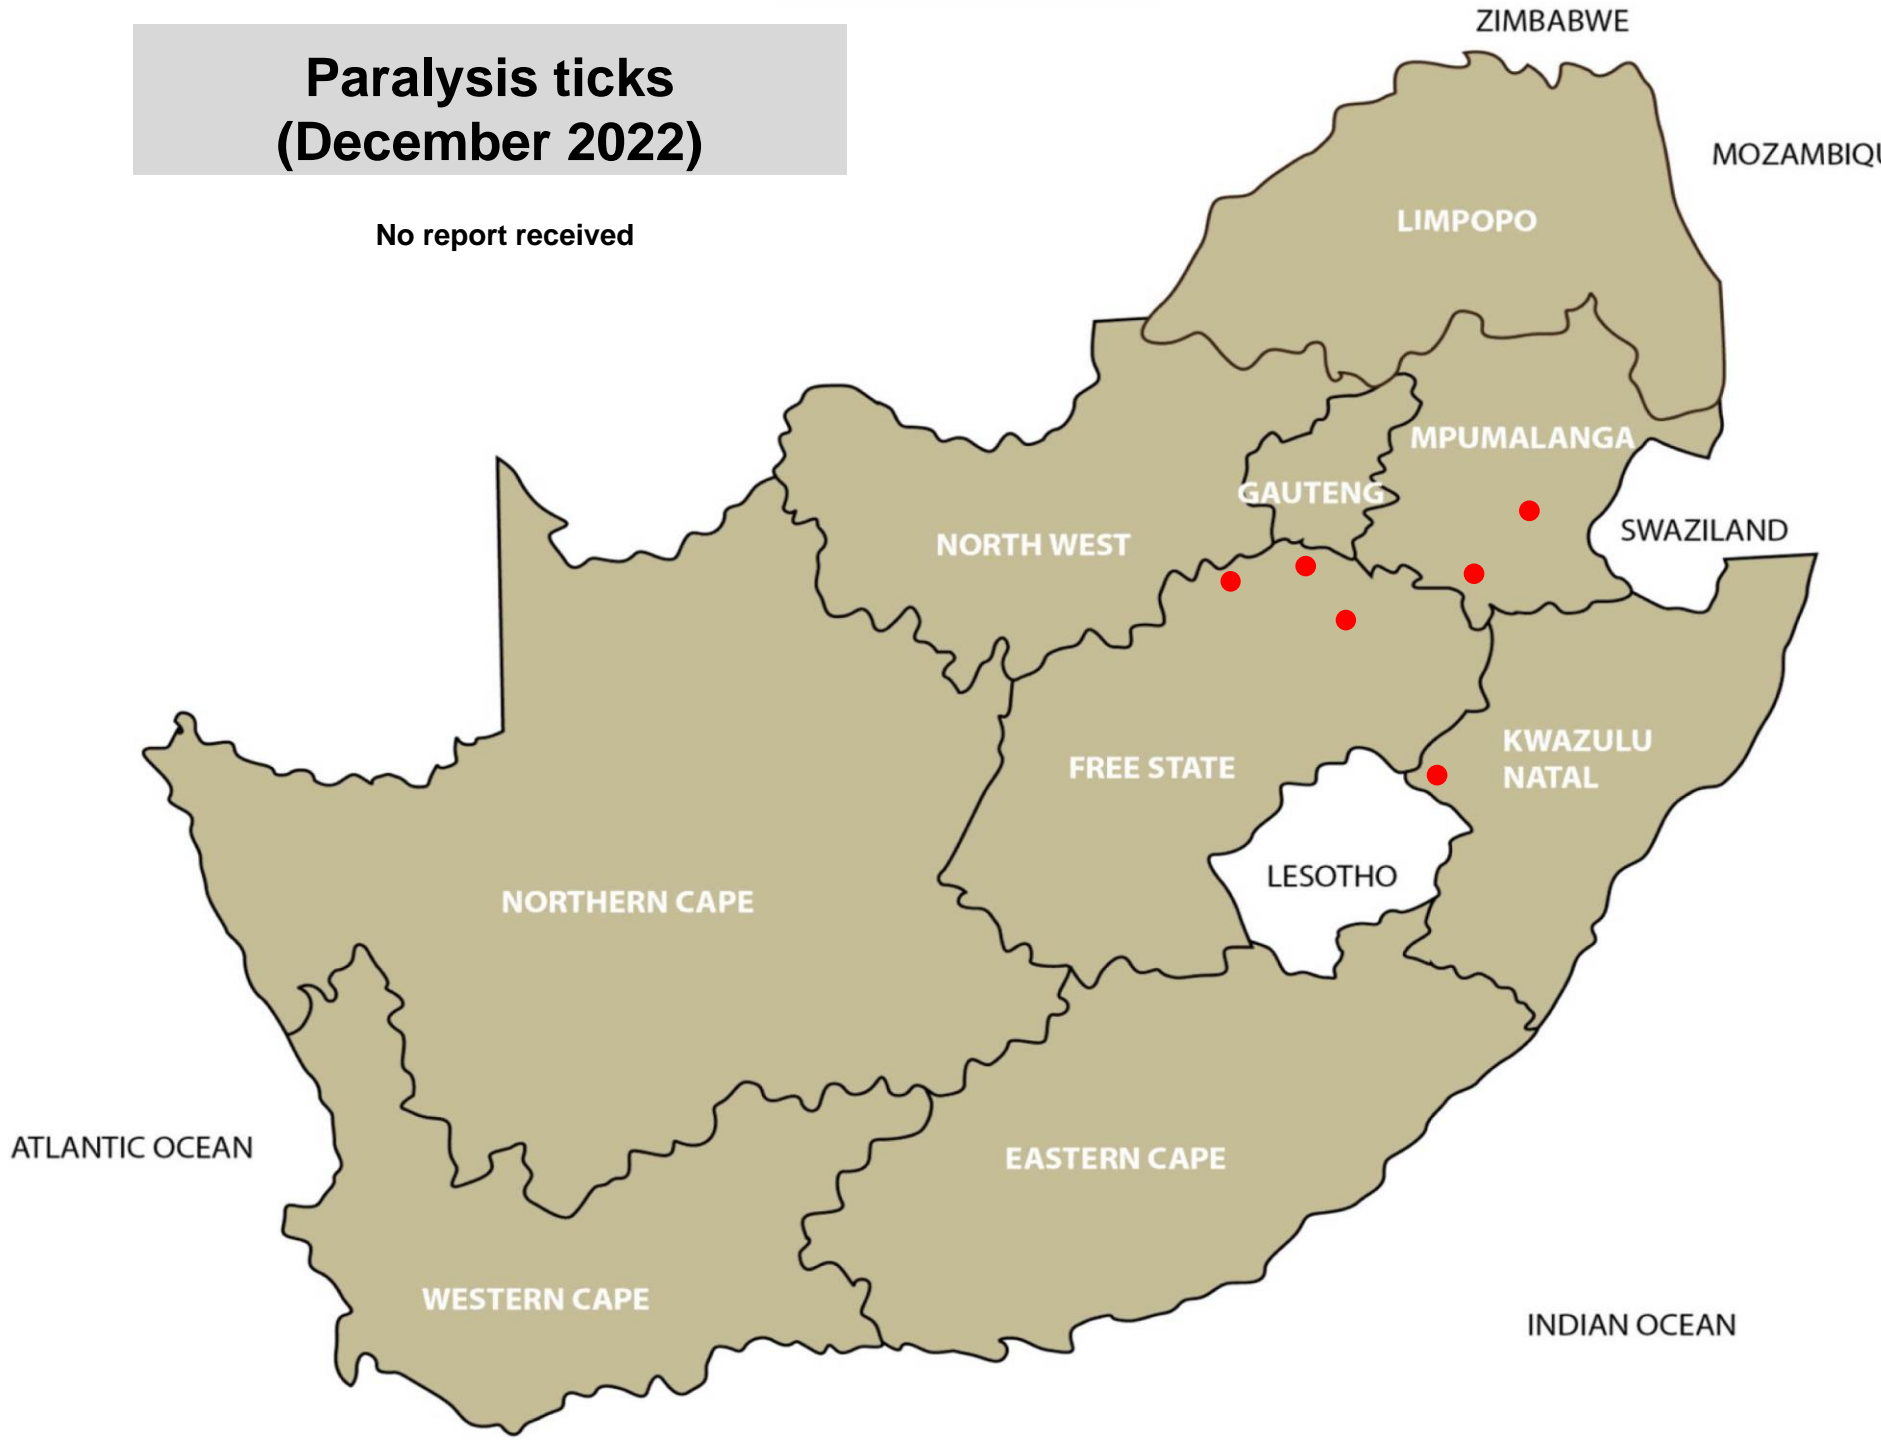 ZIMBABWE
Paralysis ticks
(December 2022)
MOZAMBIQU
No report received
LIMPOPO
MPUMALANGA
GAUTENG
SWAZILAND
NORTH WEST
KWAZULU
NATAL
FREE STATE
LESOTHO
NORTHERN CAPE
ATLANTIC OCEAN
EASTERN CAPE
WESTERN CAPE
INDIAN OCEAN